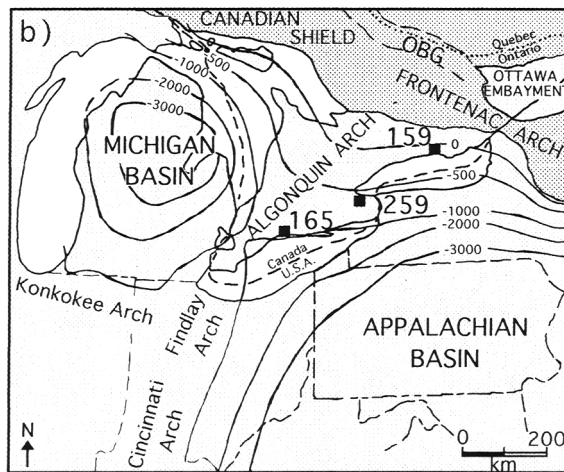 b)
CANADIAN
SHIELD
OBG
Quebec
Ontario
OTTAWA
EMBAYMENT
FRONTENAC ARCH
-500
-1000
-2000
-3000
MICHIGAN
BASIN
ALGONQUIN ARCH
159
0
-500
259
165
-1000
-2000
-3000
Canada
U.S.A.
Konkokee Arch
Findlay
Arch
Cincinnati
Arch
APPALACHIAN
BASIN
N
0 200
km